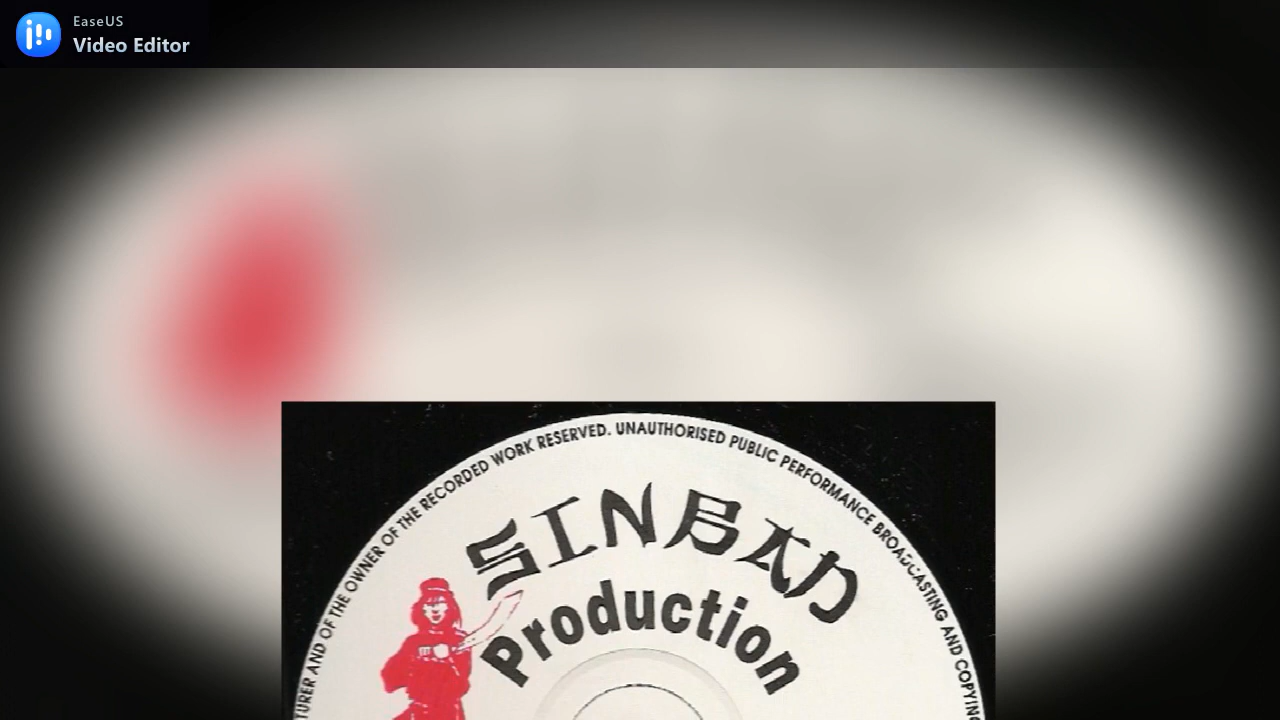 EaseUS
Video Editor
TURER AND OF THE OWNER OF THE RECORDED WORK RESERVED. UNAUTHORISED PUBLIC PERFORMANCE BROADCASTING AND COPYING
SINBAD
Production